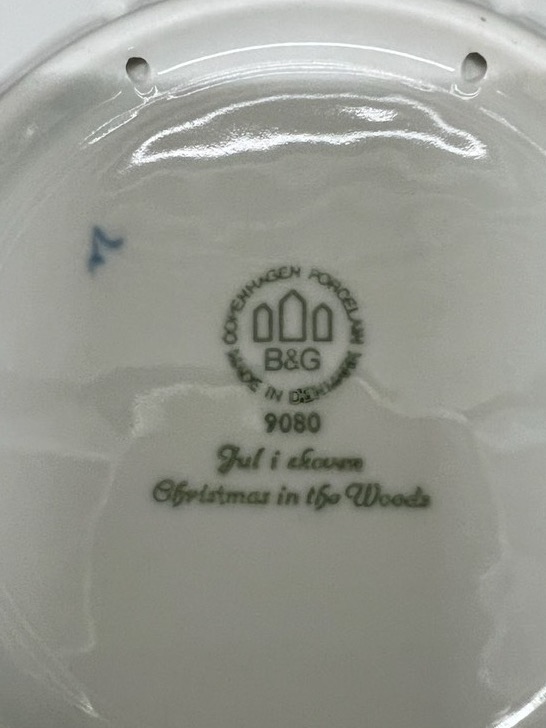 COPENHAGEN PORCELAIN
B&G
MADE IN DENMARK
9080
Jul i skoven
Christmas in the Woods